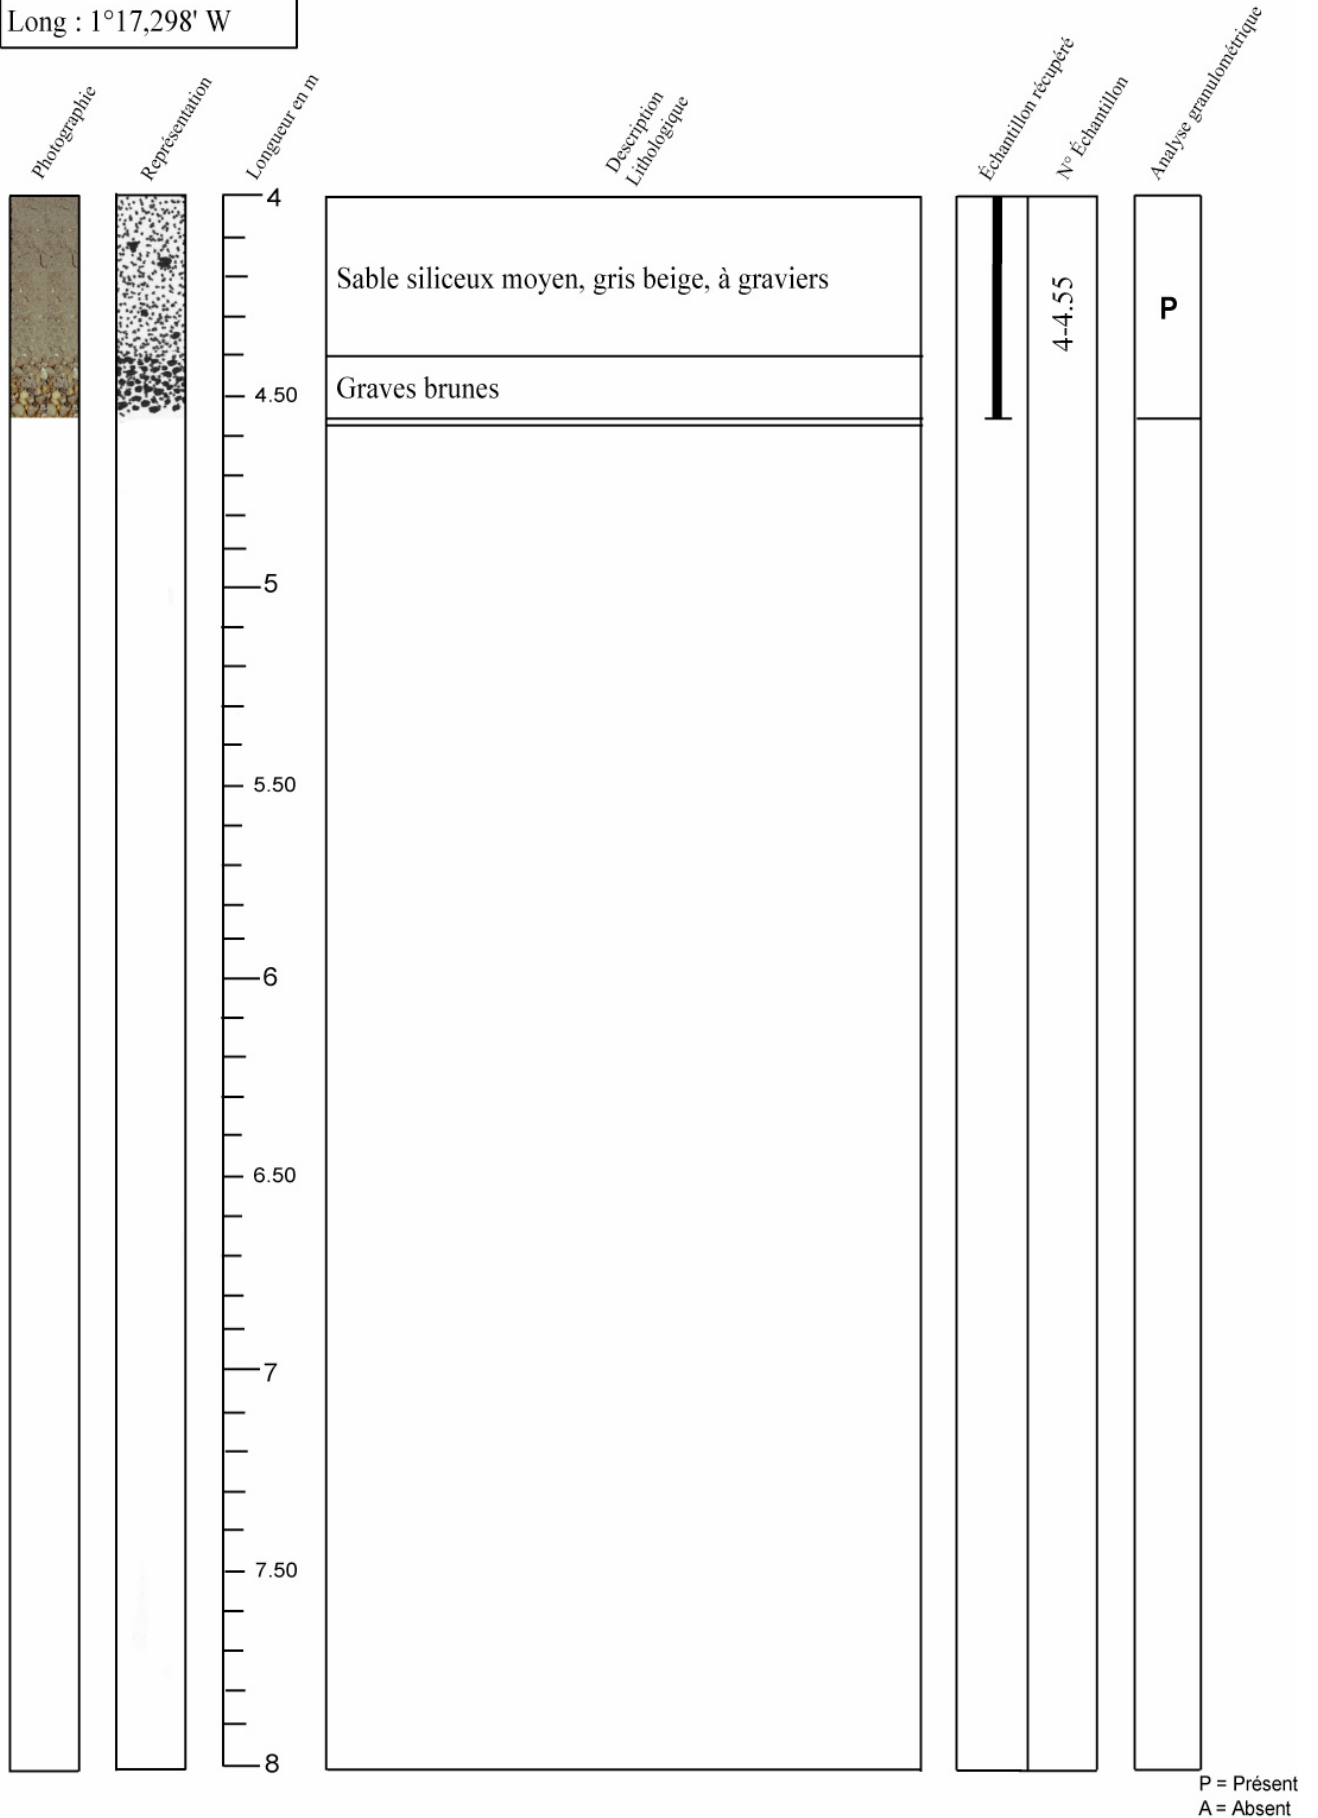 Long : 1°17,298' W
Photographie
Représentation
Longueur en m
Description
Lithologique
Échantillon récupéré
N° Échantillon
Analyse granulométrique
4
Sable siliceux moyen, gris beige, à graviers
4-4.55
P
4.50
Graves brunes
5
5.50
6
6.50
7
7.50
8
P = Présent
A = Absent